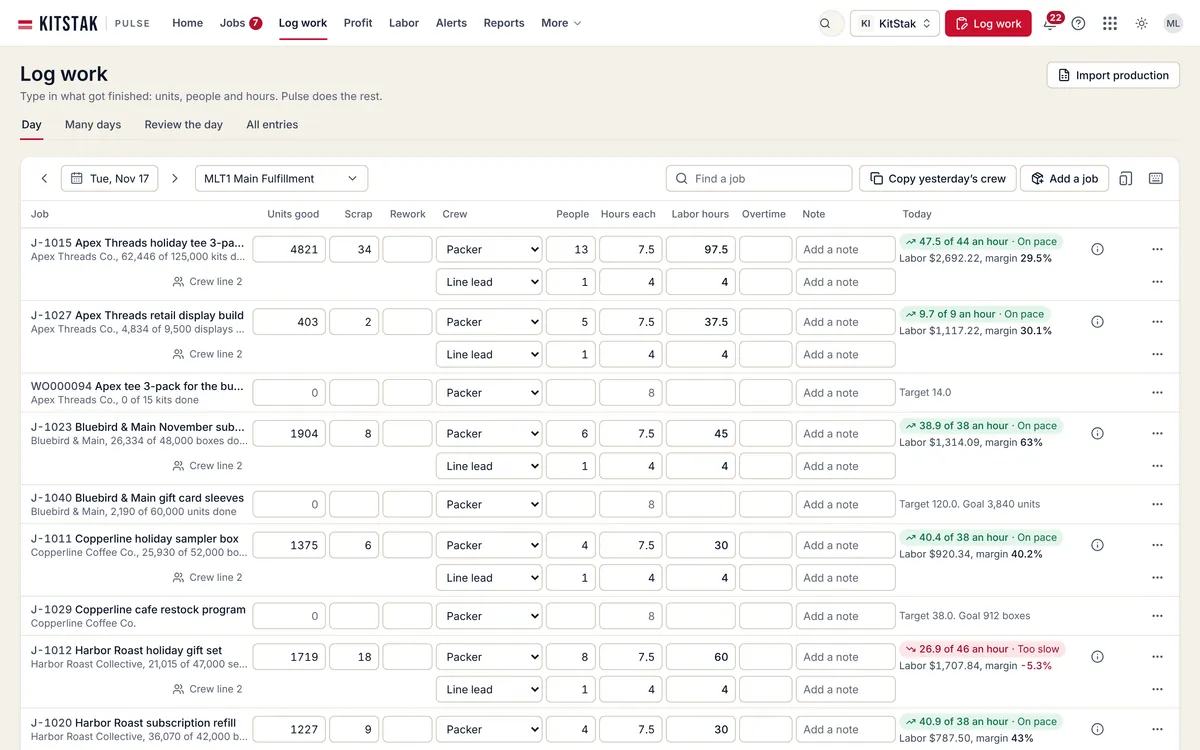 KITSTAK PULSE Home Jobs 7 Log work Profit Labor Alerts Reports More KI KitStak Log work 22 ML
Log work
Import production
Type in what got finished: units, people and hours. Pulse does the rest.
Day Many days Review the day All entries
Tue, Nov 17 MLT1 Main Fulfillment Find a job Copy yesterday's crew Add a job
Job Units good Scrap Rework Crew People Hours each Labor hours Overtime Note Today
J-1015 Apex Threads holiday tee 3-pa... 4821 34 Packer 13 7.5 97.5 Add a note 47.5 of 44 an hour · On pace
Apex Threads Co., 62,446 of 125,000 kits d... Labor $2,692.22, margin 29.5%
Crew line 2 Line lead 1 4 4 Add a note
J-1027 Apex Threads retail display build 403 2 Packer 5 7.5 37.5 Add a note 9.7 of 9 an hour · On pace
Apex Threads Co., 4,834 of 9,500 displays ... Labor $1,117.22, margin 30.1%
Crew line 2 Line lead 1 4 4 Add a note
WO000094 Apex tee 3-pack for the bu... 0 Packer 8 Add a note Target 14.0
Apex Threads Co., 0 of 15 kits done
J-1023 Bluebird & Main November sub... 1904 8 Packer 6 7.5 45 Add a note 38.9 of 38 an hour · On pace
Bluebird & Main, 26,334 of 48,000 boxes do... Labor $1,314.09, margin 63%
Crew line 2 Line lead 1 4 4 Add a note
J-1040 Bluebird & Main gift card sleeves 0 Packer 8 Add a note Target 120.0. Goal 3,840 units
Bluebird & Main, 2,190 of 60,000 units done
J-1011 Copperline holiday sampler box 1375 6 Packer 4 7.5 30 Add a note 40.4 of 38 an hour · On pace
Copperline Coffee Co., 25,930 of 52,000 bo... Labor $920.34, margin 40.2%
Crew line 2 Line lead 1 4 4 Add a note
J-1029 Copperline cafe restock program 0 Packer 8 Add a note Target 38.0. Goal 912 boxes
Copperline Coffee Co.
J-1012 Harbor Roast holiday gift set 1719 18 Packer 8 7.5 60 Add a note 26.9 of 46 an hour · Too slow
Harbor Roast Collective, 21,015 of 47,000 se... Labor $1,707.84, margin -5.3%
Crew line 2 Line lead 1 4 4 Add a note
J-1020 Harbor Roast subscription refill 1227 9 Packer 4 7.5 30 Add a note 40.9 of 38 an hour · On pace
Harbor Roast Collective, 36,070 of 42,000 b... Labor $787.50, margin 43%